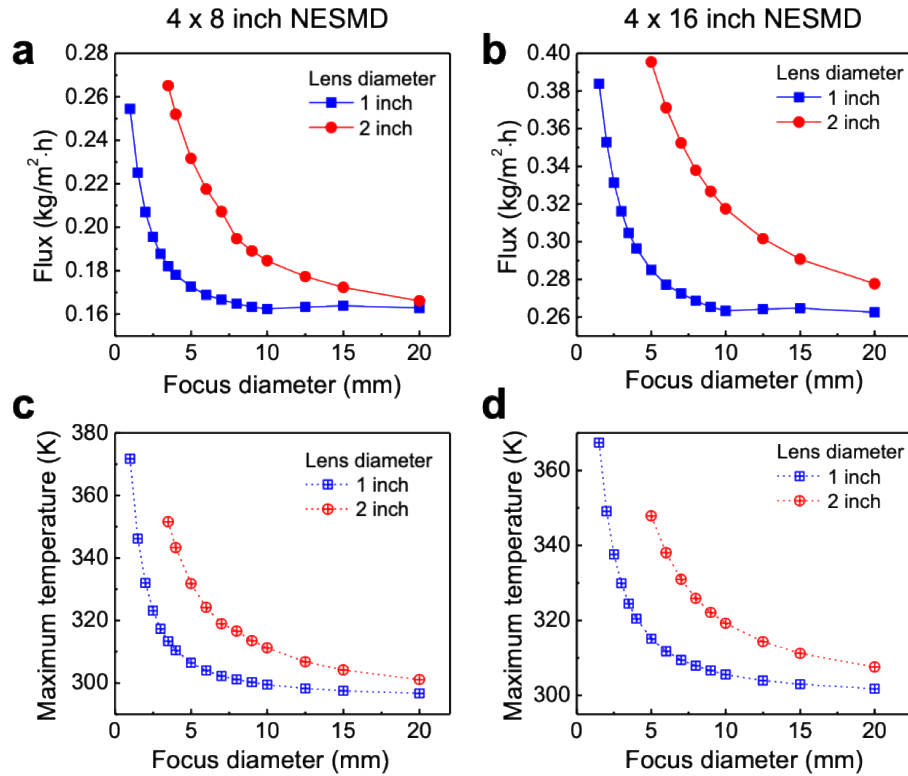 4 x 8 inch NESMD
4 x 16 inch NESMD
a
Flux (kg/m²·h)
0.28
0.26
0.24
0.22
0.20
0.18
0.16
Lens diameter
1 inch
2 inch
0 5 10 15 20
Focus diameter (mm)
b
Flux (kg/m²·h)
0.40
0.38
0.36
0.34
0.32
0.30
0.28
0.26
Lens diameter
1 inch
2 inch
0 5 10 15 20
Focus diameter (mm)
c
Maximum temperature (K)
380
360
340
320
300
Lens diameter
1 inch
2 inch
0 5 10 15 20
Focus diameter (mm)
d
Maximum temperature (K)
360
340
320
300
Lens diameter
1 inch
2 inch
0 5 10 15 20
Focus diameter (mm)